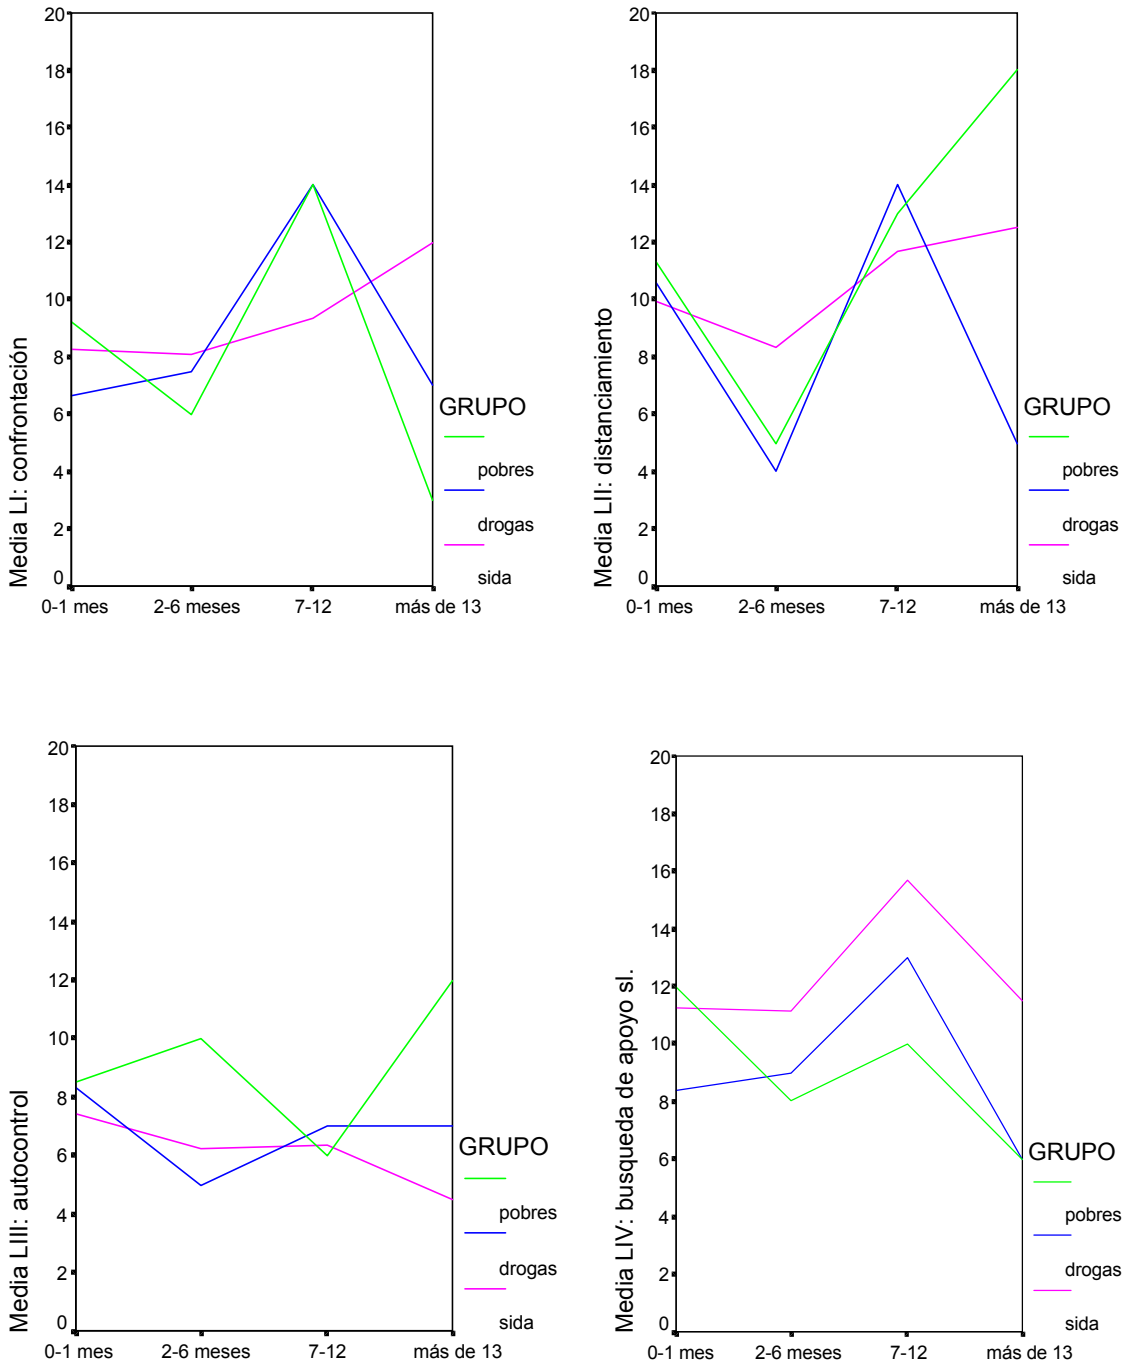 Media LI: confrontación
20
18
16
14
12
10
8
6
4
2
0
0-1 mes 2-6 meses 7-12 más de 13
GRUPO
pobres
drogas
sida
Media LII: distanciamiento
20
18
16
14
12
10
8
6
4
2
0
0-1 mes 2-6 meses 7-12 más de 13
GRUPO
pobres
drogas
sida
Media LIII: autocontrol
20
18
16
14
12
10
8
6
4
2
0
0-1 mes 2-6 meses 7-12 más de 13
GRUPO
pobres
drogas
sida
Media LIV: busqueda de apoyo sl.
20
18
16
14
12
10
8
6
4
2
0
0-1 mes 2-6 meses 7-12 más de 13
GRUPO
pobres
drogas
sida